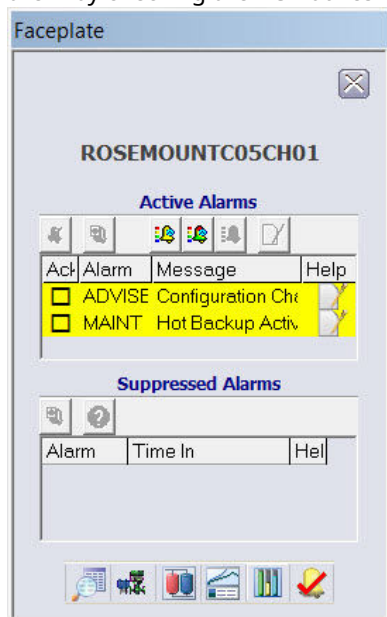 Faceplate
ROSEMOUNTC05CH01
Active Alarms
Ack Alarm Message Help
ADVISE Configuration Cha
MAINT Hot Backup Activ
Suppressed Alarms
Alarm Time In Hel